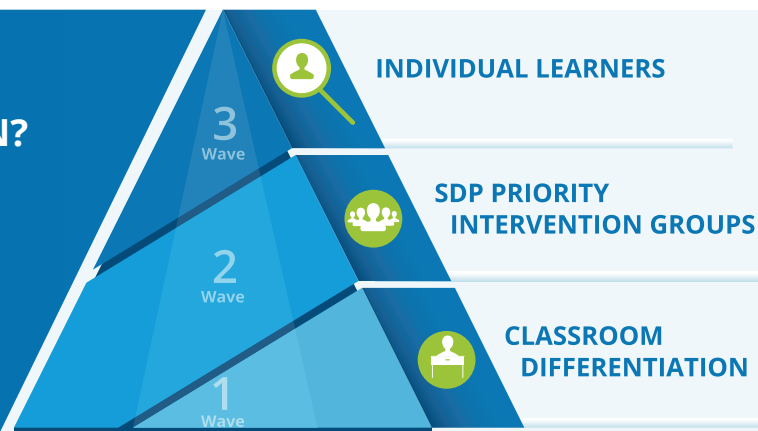 N?
3
Wave
INDIVIDUAL LEARNERS
2
Wave
SDP PRIORITY
INTERVENTION GROUPS
1
Wave
CLASSROOM
DIFFERENTIATION